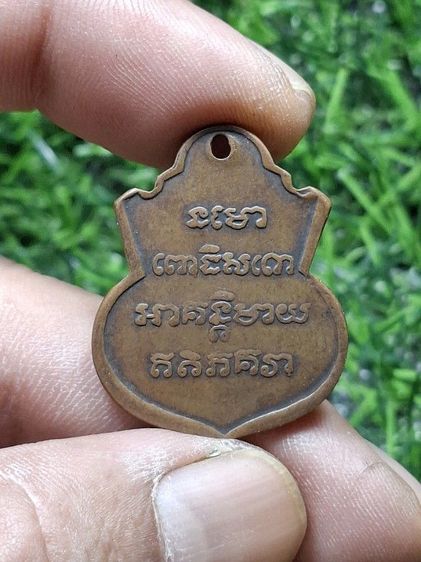 នមោ
ពោធិសតោ
អាគន្តិមាយ
ឥតិភគវា